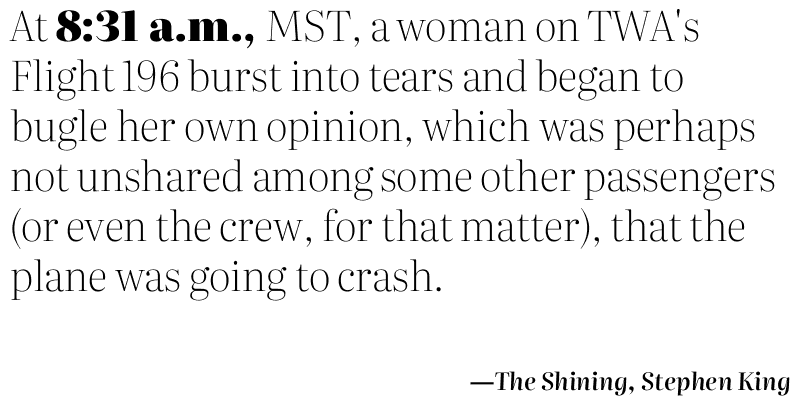 At 8:31 a.m., MST, a woman on TWA's
Flight 196 burst into tears and began to
bugle her own opinion, which was perhaps
not unshared among some other passengers
(or even the crew, for that matter), that the
plane was going to crash.
—The Shining, Stephen King